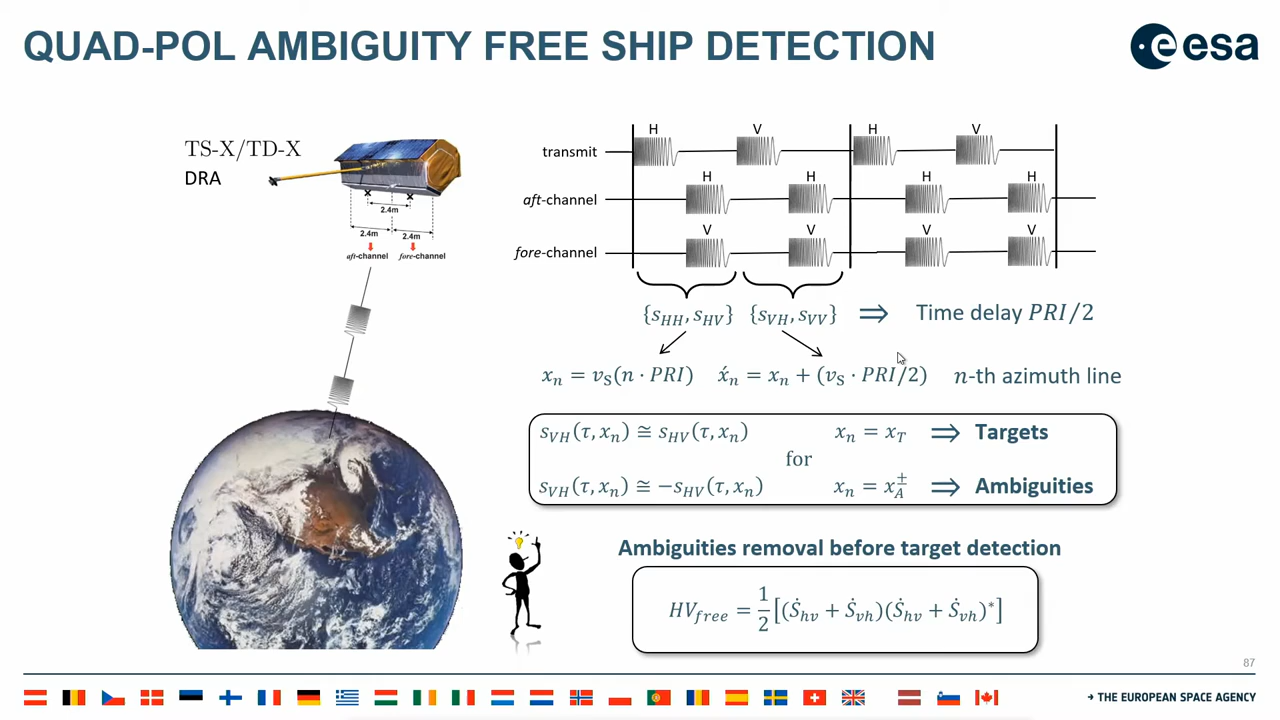 QUAD-POL AMBIGUITY FREE SHIP DETECTION
esa
TS-X/TD-X
DRA
2.4m
2.4m 2.4m
aft-channel fore-channel
H V H V
transmit
H H H H
aft-channel
V V V V
fore-channel
{s_HH, s_HV} {s_VH, s_VV} ⇒ Time delay PRI/2
x_n = v_S(n · PRI) x́_n = x_n + (v_S · PRI/2) n-th azimuth line
s_VH(τ, x_n) ≅ s_HV(τ, x_n) x_n = x_T ⇒ Targets
for
s_VH(τ, x_n) ≅ −s_HV(τ, x_n) x_n = x_A^± ⇒ Ambiguities
Ambiguities removal before target detection
HV_free = 1/2 [(Ṡ_hv + Ṡ_vh)(Ṡ_hv + Ṡ_vh)*]
87
→ THE EUROPEAN SPACE AGENCY